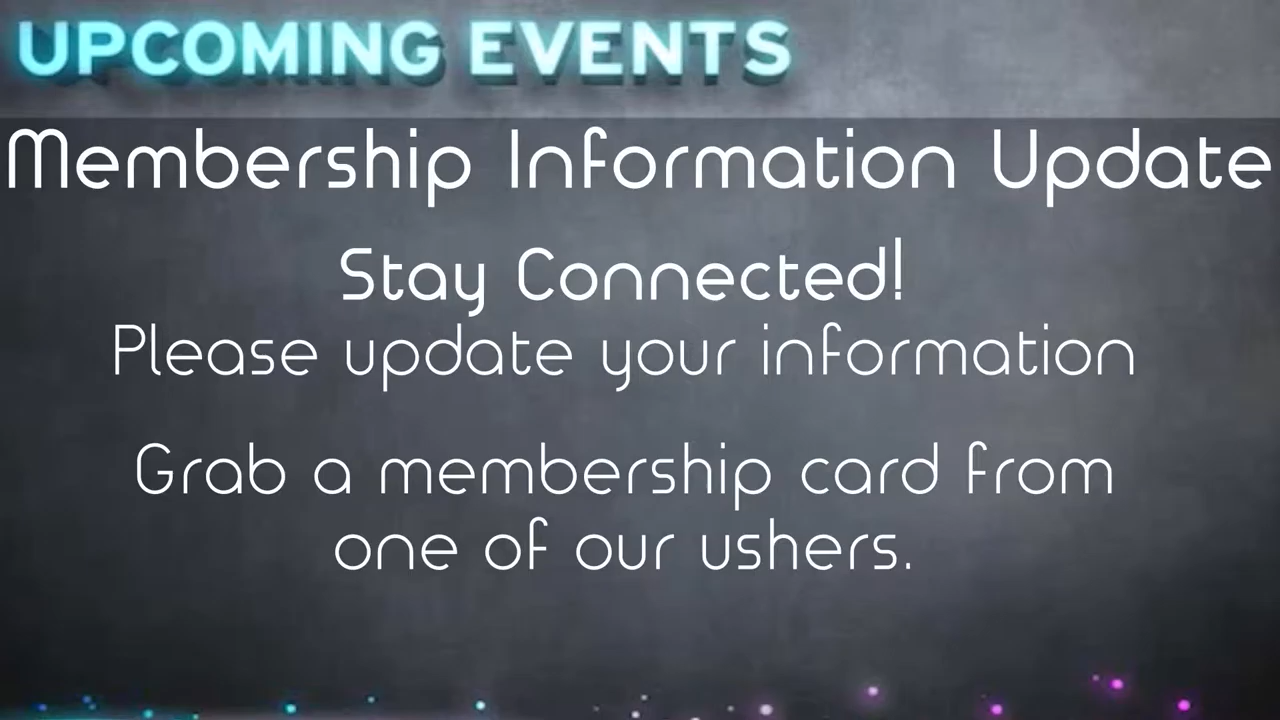 UPCOMING EVENTS
Membership Information Update
Stay Connected!
Please update your information
Grab a membership card from
one of our ushers.